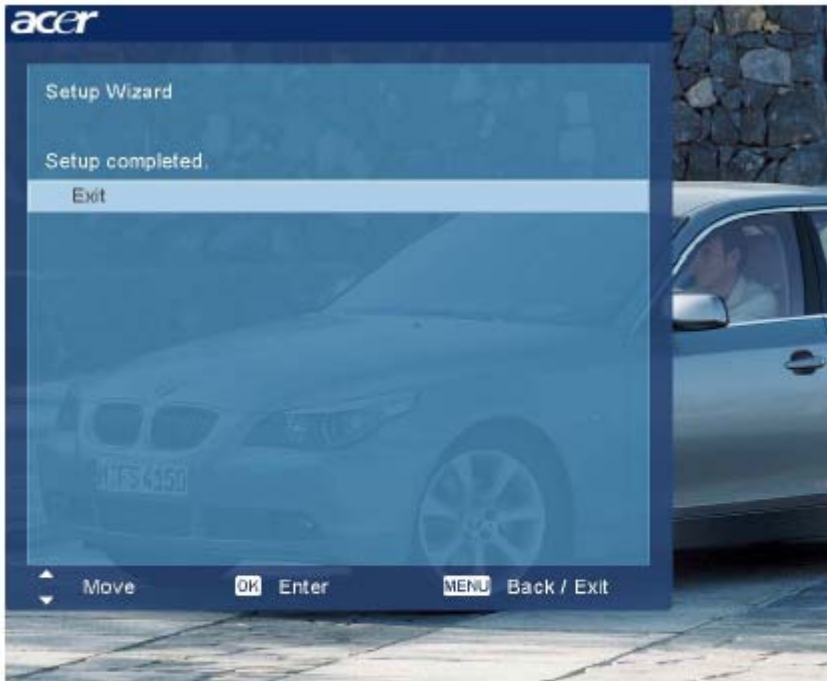 acer
Setup Wizard
Setup completed.
Exit
Move OK Enter MENU Back / Exit